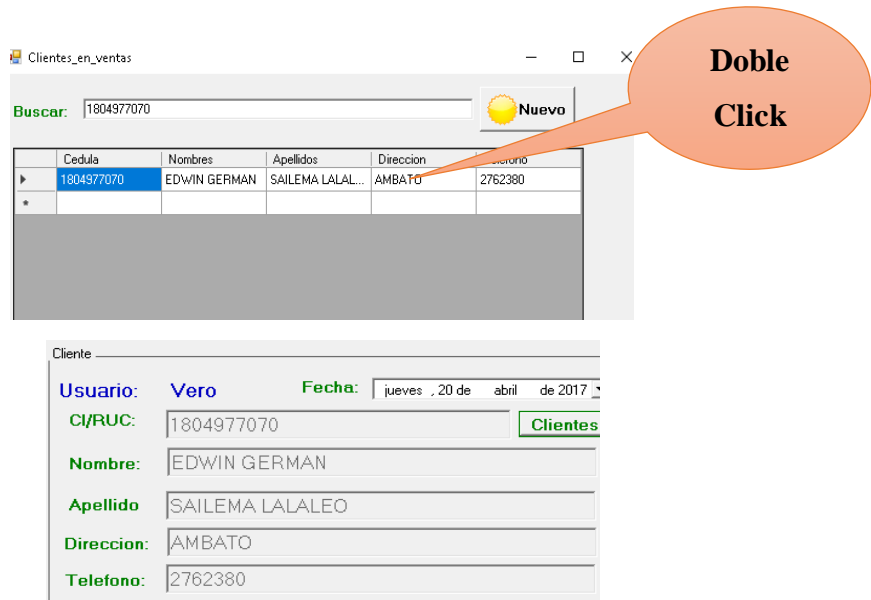 Clientes_en_ventas
Doble
Click
Buscar: 1804977070 Nuevo
Cedula Nombres Apellidos Direccion
1804977070 EDWIN GERMAN SAILEMA LALAL... AMBATO 2762380
Cliente
Usuario: Vero Fecha: jueves , 20 de abril de 2017
CI/RUC: 1804977070 Clientes
Nombre: EDWIN GERMAN
Apellido SAILEMA LALALEO
Direccion: AMBATO
Telefono: 2762380